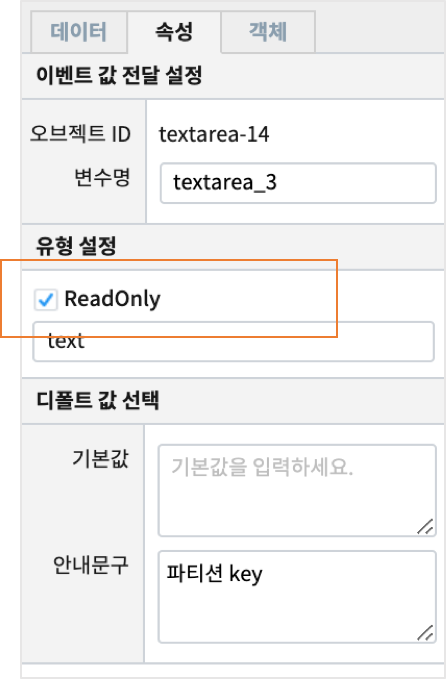 데이터 속성 객체
이벤트 값 전달 설정
오브젝트 ID textarea-14
변수명 textarea_3
유형 설정
ReadOnly
text
디폴트 값 선택
기본값 기본값을 입력하세요.
안내문구 파티션 key